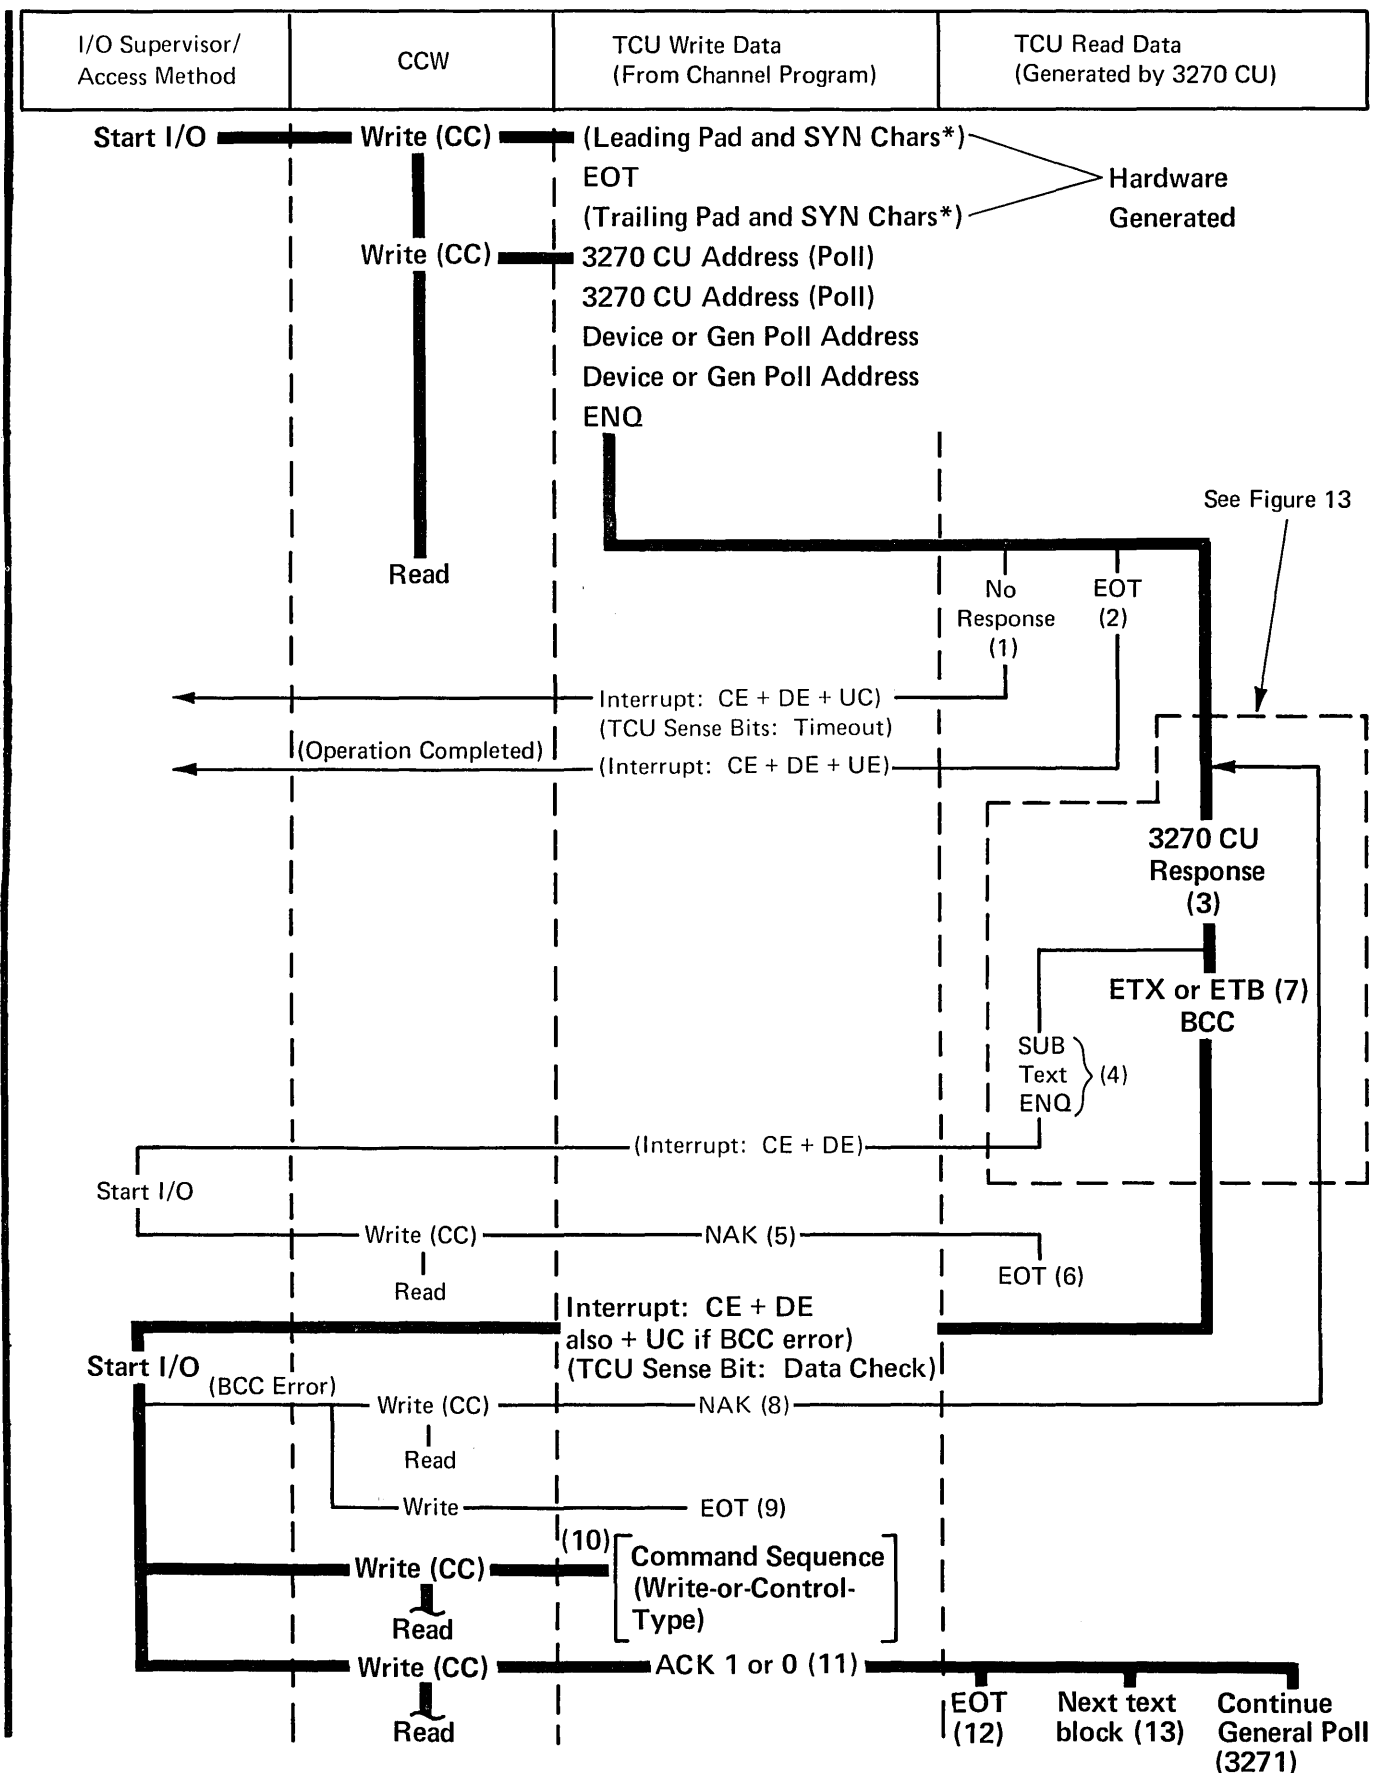 I/O Supervisor/
Access Method
CCW
TCU Write Data
(From Channel Program)
TCU Read Data
(Generated by 3270 CU)
Start I/O
Write (CC)
(Leading Pad and SYN Chars*)
EOT
(Trailing Pad and SYN Chars*)
Hardware
Generated
Write (CC)
3270 CU Address (Poll)
3270 CU Address (Poll)
Device or Gen Poll Address
Device or Gen Poll Address
ENQ
See Figure 13
Read
No
Response
(1)
EOT
(2)
Interrupt: CE + DE + UC)
(TCU Sense Bits: Timeout)
(Operation Completed)
(Interrupt: CE + DE + UE)
3270 CU
Response
(3)
ETX or ETB (7)
BCC
SUB
Text
ENQ
(4)
(Interrupt: CE + DE)
Start I/O
Write (CC)
NAK (5)
Read
EOT (6)
Interrupt: CE + DE
also + UC if BCC error)
(TCU Sense Bit: Data Check)
Start I/O
(BCC Error)
Write (CC)
NAK (8)
Read
Write
EOT (9)
(10)
Write (CC)
Command Sequence
(Write-or-Control-
Type)
Read
Write (CC)
ACK 1 or 0 (11)
Read
EOT
(12)
Next text
block (13)
Continue
General Poll
(3271)